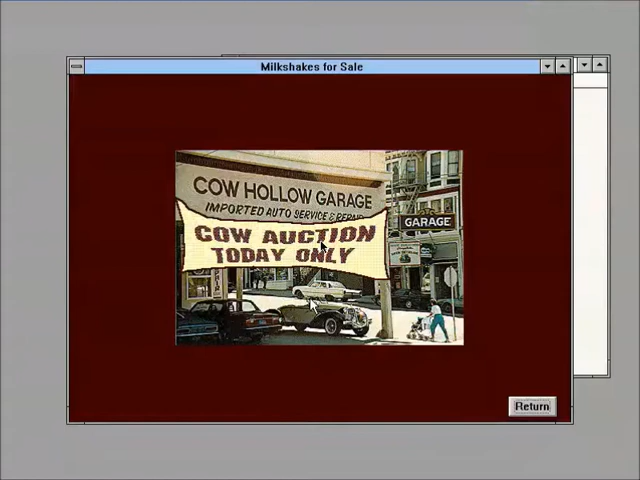 Milkshakes for Sale
COW HOLLOW GARAGE
IMPORTED AUTO SERVICE & REPAIR
COW AUCTION
TODAY ONLY
GARAGE
Return